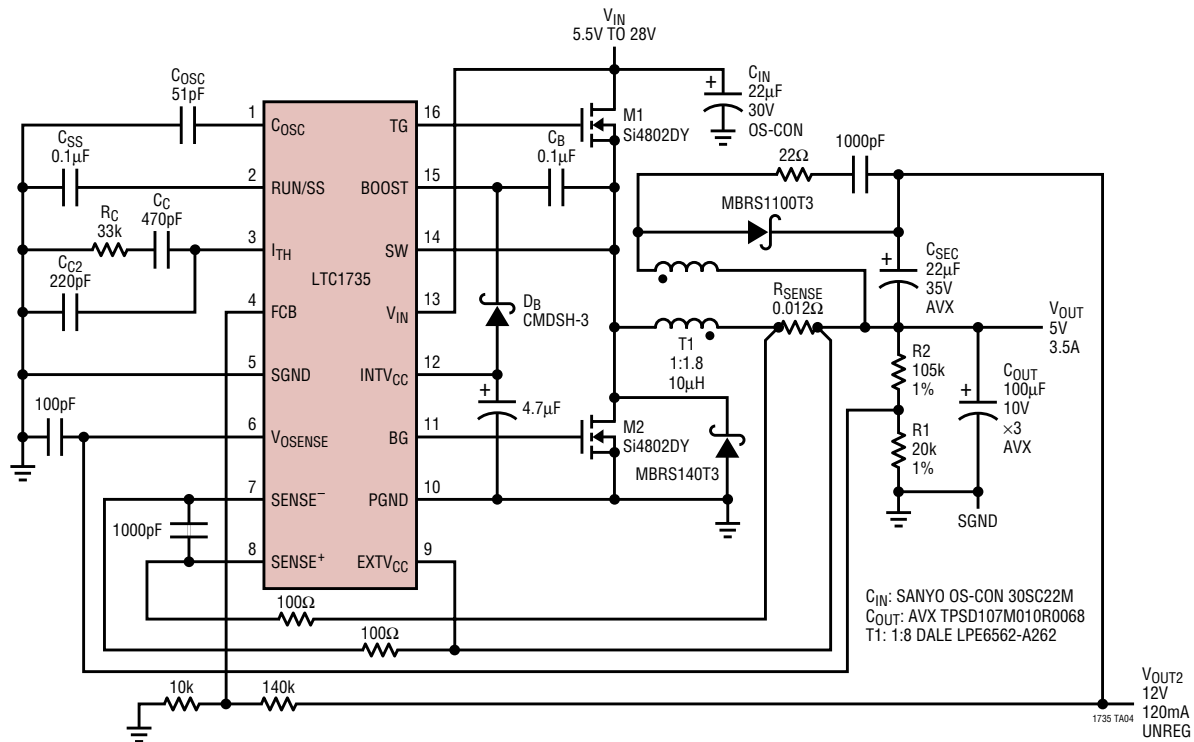 VIN
5.5V TO 28V
COSC
51pF
CSS
0.1µF
RC
33k
CC
470pF
CC2
220pF
100pF
1
2
3
4
5
6
7
8
COSC
RUN/SS
ITH
FCB
SGND
VOSENSE
SENSE–
SENSE+
LTC1735
TG
BOOST
SW
VIN
INTVCC
BG
PGND
EXTVCC
16
15
14
13
12
11
10
9
1000pF
CB
0.1µF
DB
CMDSH-3
+
4.7µF
M1
Si4802DY
+
CIN
22µF
30V
OS-CON
22Ω
1000pF
MBRS1100T3
+
CSEC
22µF
35V
AVX
RSENSE
0.012Ω
T1
1:1.8
10µH
M2
Si4802DY
MBRS140T3
VOUT
5V
3.5A
R2
105k
1%
R1
20k
1%
+
COUT
100µF
10V
×3
AVX
SGND
100Ω
100Ω
10k
140k
CIN: SANYO OS-CON 30SC22M
COUT: AVX TPSD107M010R0068
T1: 1:8 DALE LPE6562-A262
VOUT2
12V
120mA
UNREG
1735 TA04